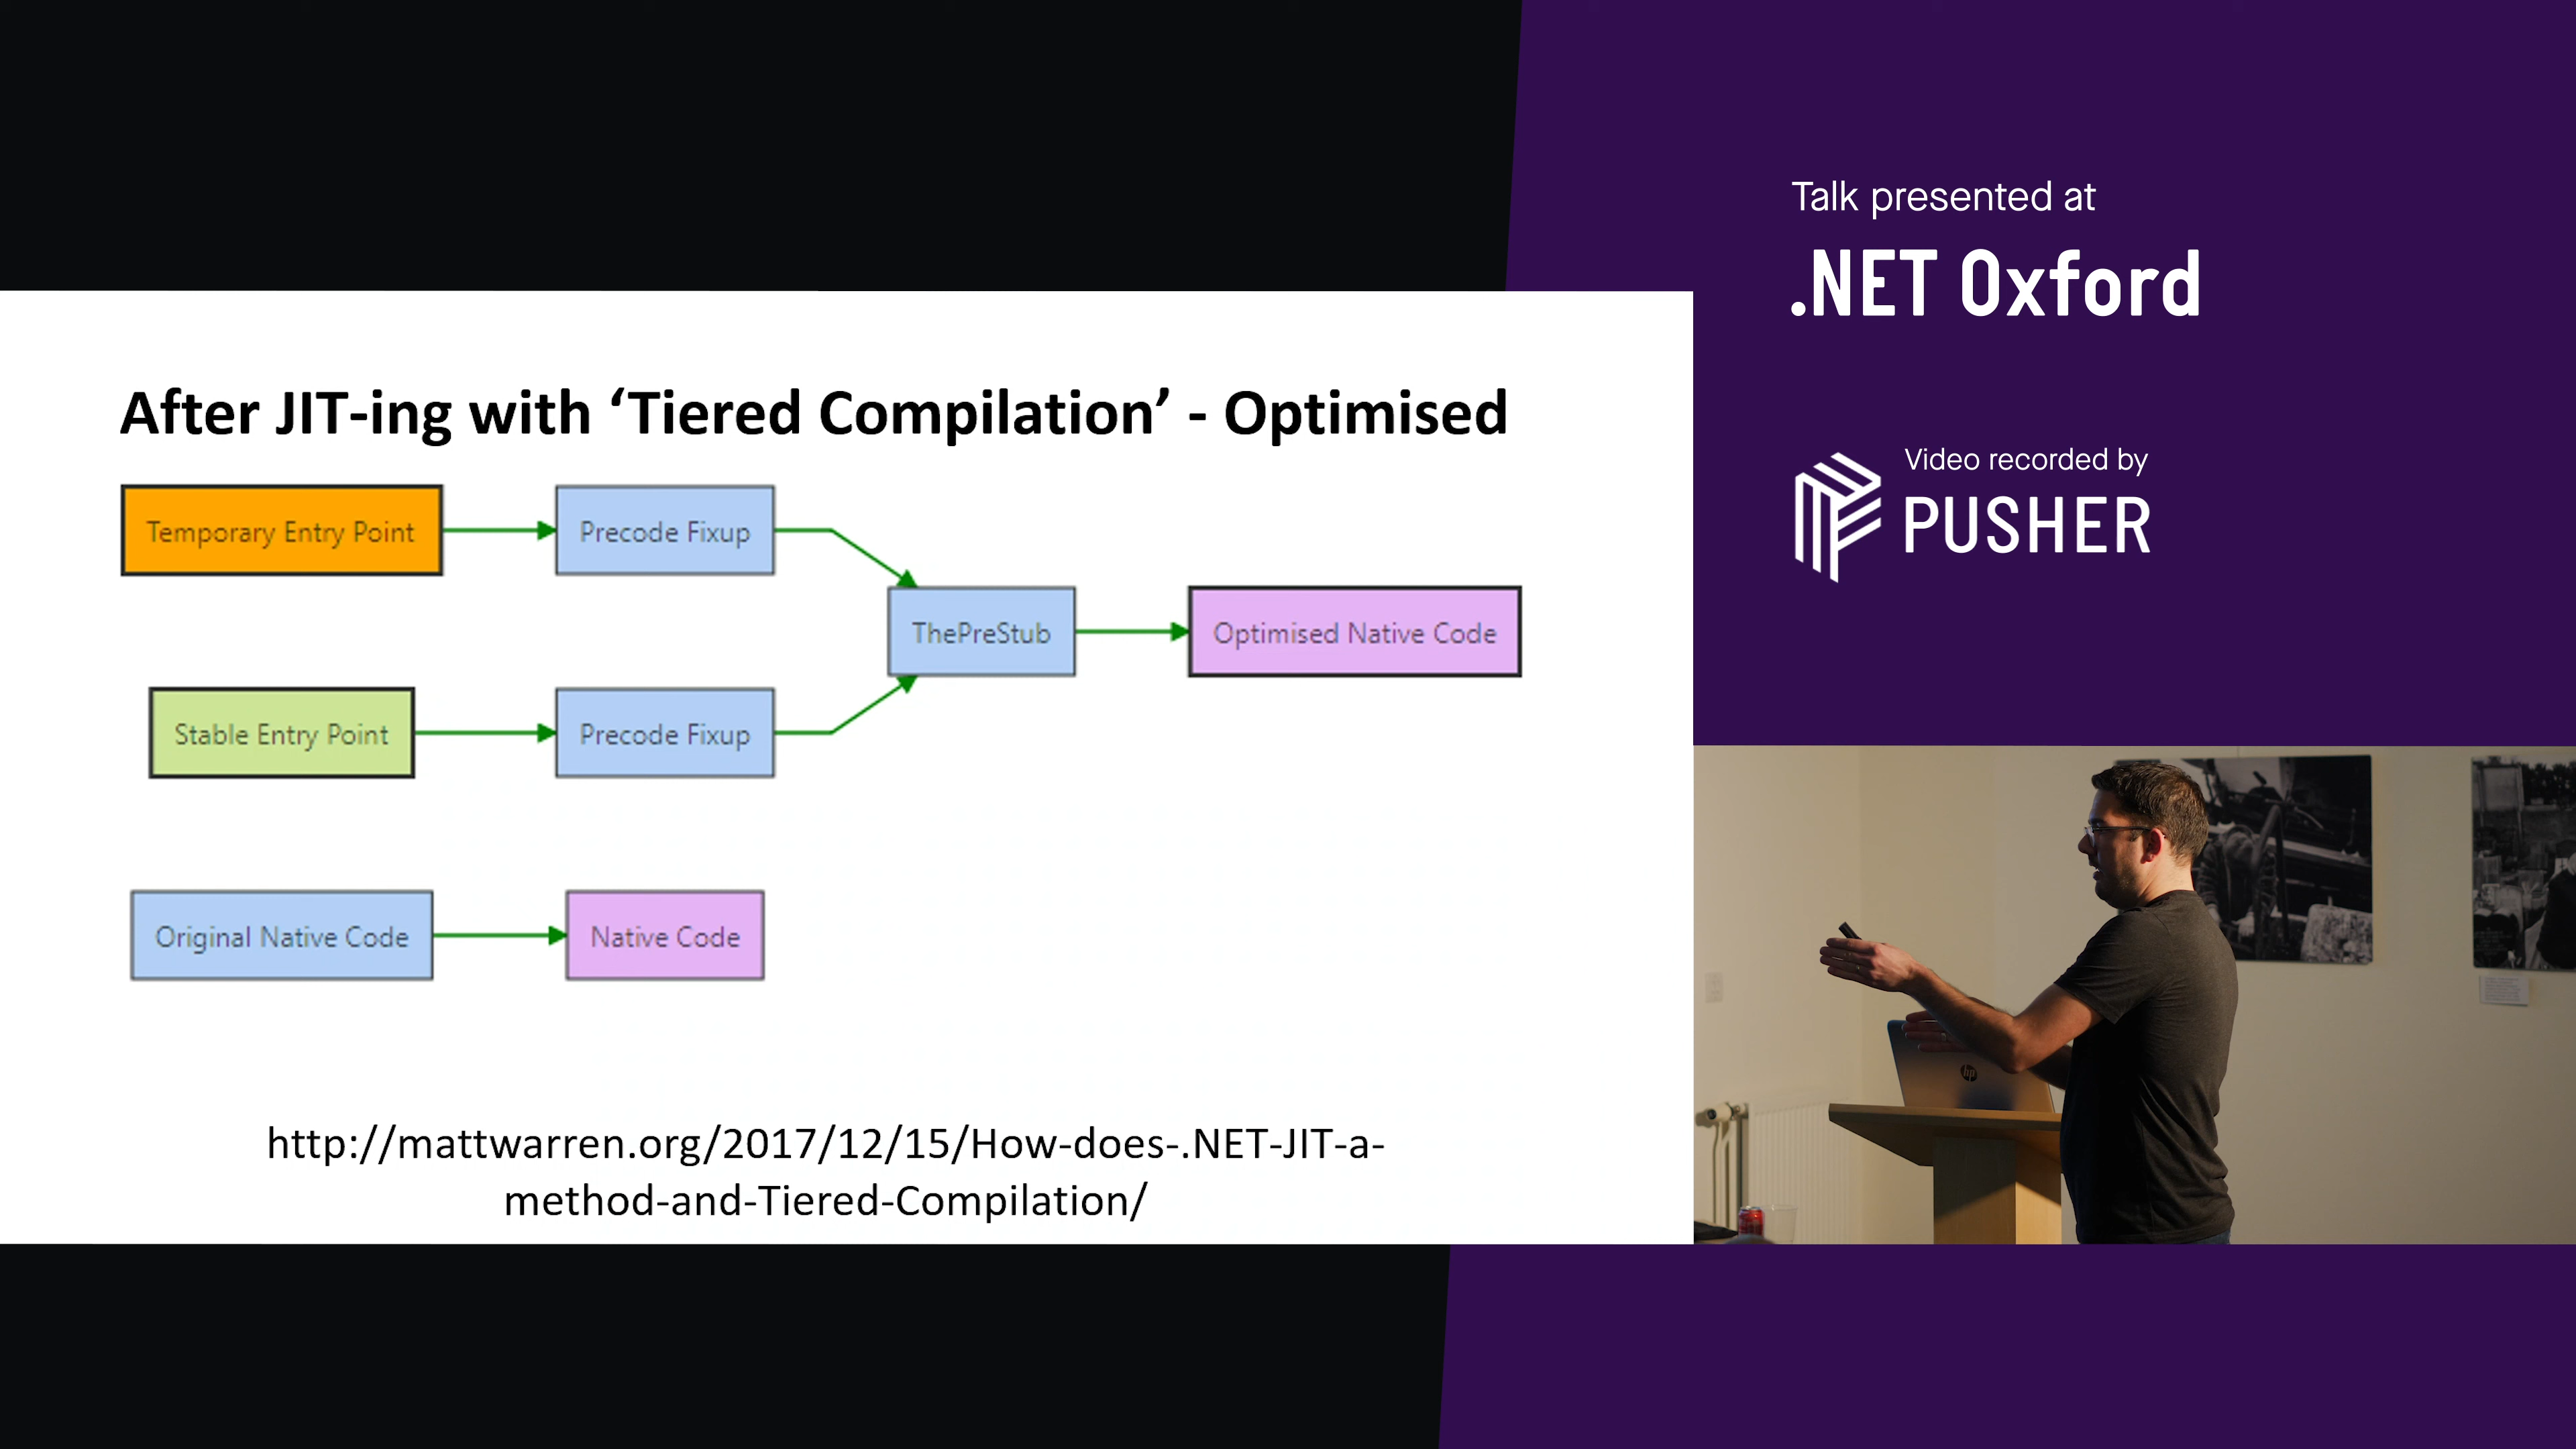 After JIT-ing with ‘Tiered Compilation’ - Optimised
Temporary Entry Point
Precode Fixup
ThePreStub
Optimised Native Code
Stable Entry Point
Precode Fixup
Original Native Code
Native Code
http://mattwarren.org/2017/12/15/How-does-.NET-JIT-a-
method-and-Tiered-Compilation/
Talk presented at
.NET Oxford
Video recorded by
PUSHER
hp